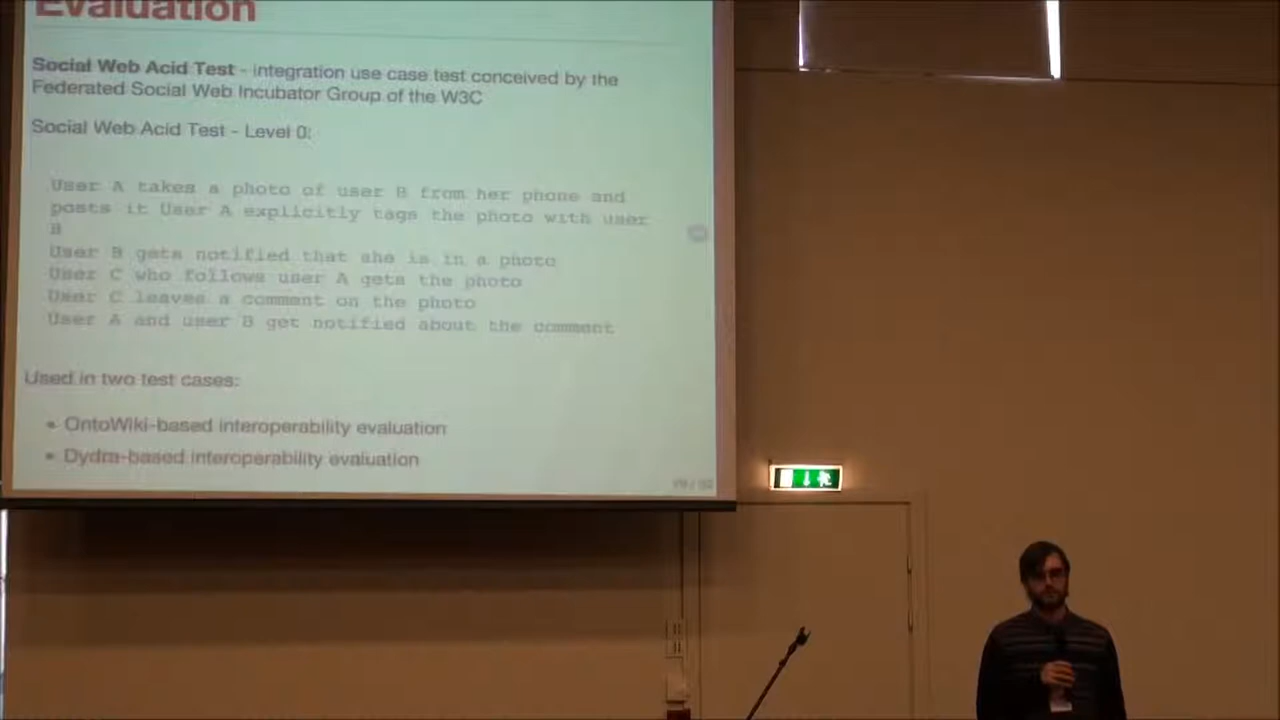 Evaluation
Social Web Acid Test - integration use case test conceived by the
Federated Social Web Incubator Group of the W3C
Social Web Acid Test - Level 0:
User A takes a photo of user B from her phone and
posts it User A explicitly tags the photo with user
B
User B gets notified that she is in a photo
User C who follows user A gets the photo
User C leaves a comment on the photo
User A and user B get notified about the comment
Used in two test cases:
• OntoWiki-based interoperability evaluation
• Dydra-based interoperability evaluation